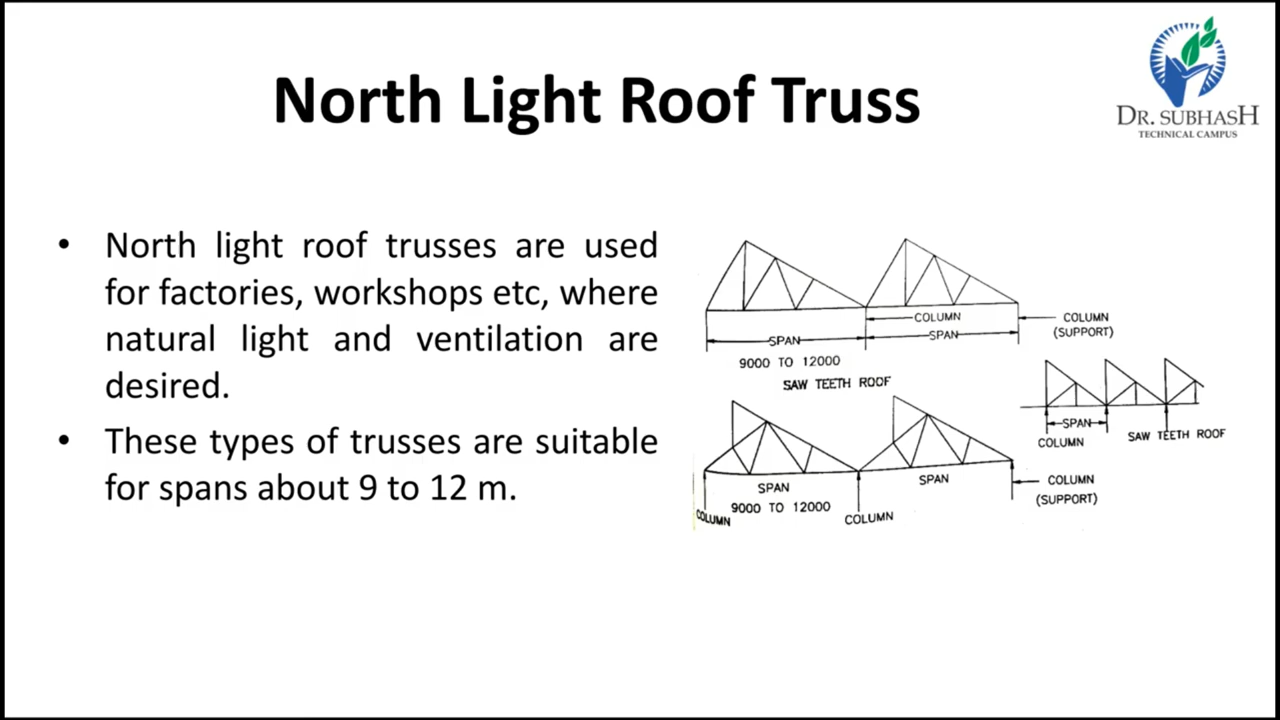 North Light Roof Truss
DR. SUBHASH
TECHNICAL CAMPUS
• North light roof trusses are used
for factories, workshops etc, where
natural light and ventilation are
desired.
• These types of trusses are suitable
for spans about 9 to 12 m.
COLUMN
COLUMN
(SUPPORT)
SPAN
SPAN
9000 TO 12000
SAW TEETH ROOF
SPAN
COLUMN
SAW TEETH ROOF
SPAN
SPAN
COLUMN
(SUPPORT)
9000 TO 12000
COLUMN
COLUMN